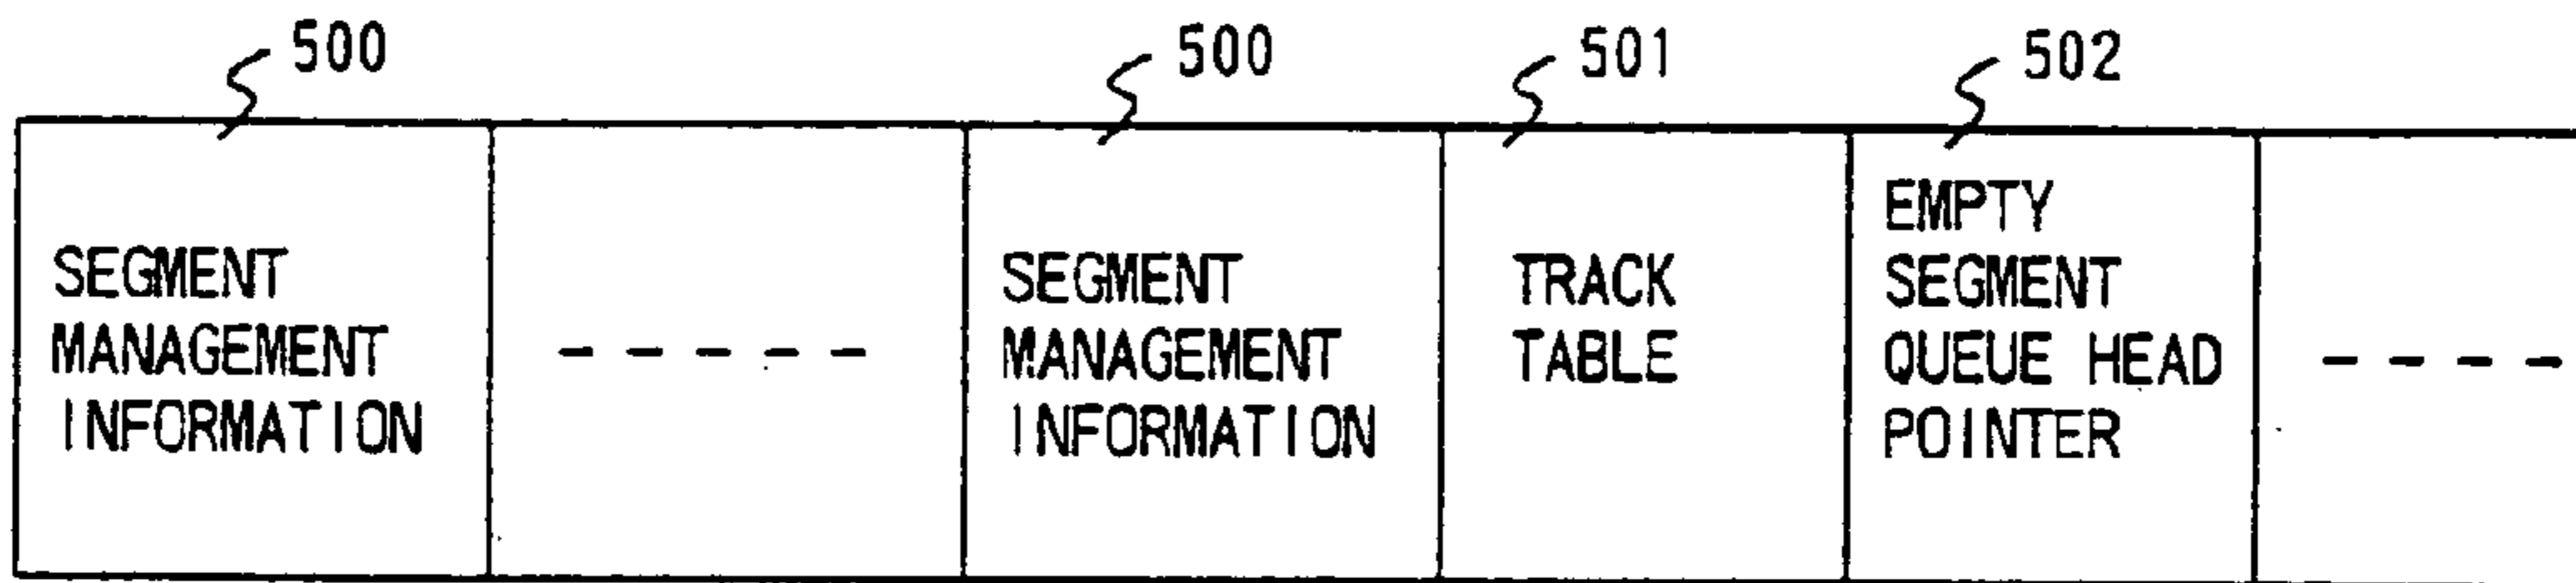 500
500
501
502
SEGMENT
MANAGEMENT
INFORMATION
- - - - -
SEGMENT
MANAGEMENT
INFORMATION
TRACK
TABLE
EMPTY
SEGMENT
QUEUE HEAD
POINTER
- - - -